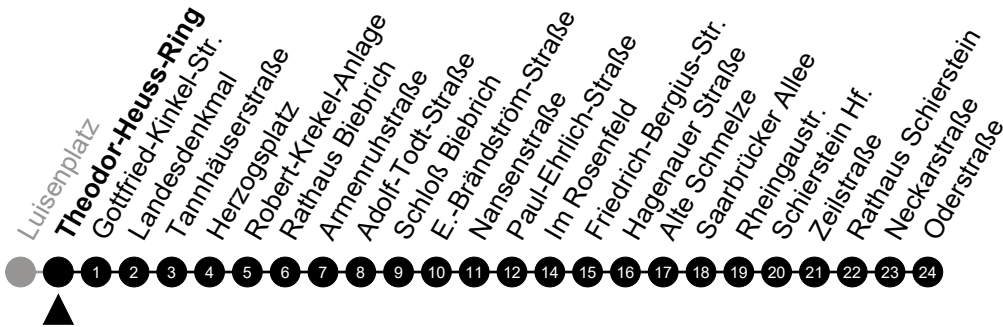 Luisenplatz
Theodor-Heuss-Ring
Gottfried-Kinkel-Str.
Landesdenkmal
Tannhäuserstraße
Herzogsplatz
Robert-Krekel-Anlage
Rathaus Biebrich
Armenruhstraße
Adolf-Todt-Straße
Schloß Biebrich
E.-Brändström-Straße
Nansenstraße
Paul-Ehrlich-Straße
Im Rosenfeld
Friedrich-Bergius-Str.
Hagenauer Straße
Alte Schmelze
Saarbrücker Allee
Rheingaustr.
Schierstein Hf.
Zeilstraße
Rathaus Schierstein
Neckarstraße
Oderstraße
1 2 3 4 5 6 7 8 9 10 11 12 14 15 16 17 18 19 20 21 22 23 24